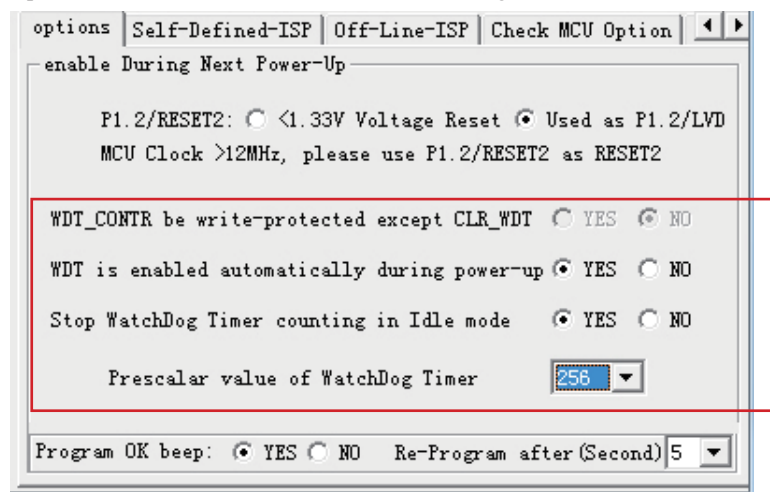 options Self-Defined-ISP Off-Line-ISP Check MCU Option
enable During Next Power-Up
P1.2/RESET2: <1.33V Voltage Reset Used as P1.2/LVD
MCU Clock >12MHz, please use P1.2/RESET2 as RESET2
WDT_CONTR be write-protected except CLR_WDT YES NO
WDT is enabled automatically during power-up YES NO
Stop WatchDog Timer counting in Idle mode YES NO
Prescalar value of WatchDog Timer 256
Program OK beep: YES NO Re-Program after(Second) 5